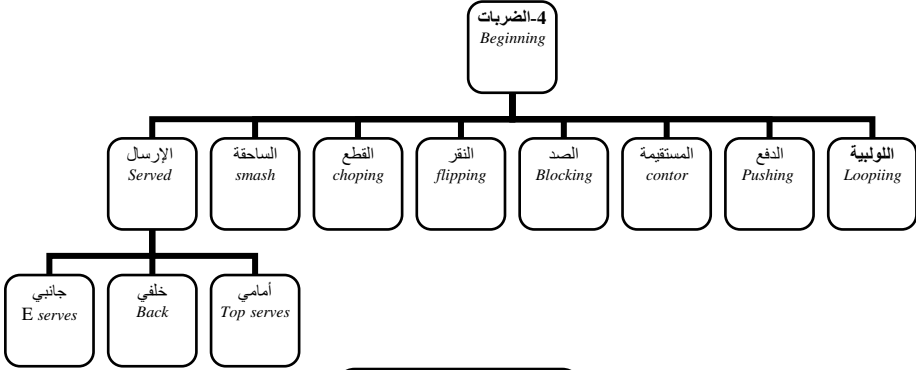 4-الضربات
Beginning
اللولبية
Loopiing
الدفع
Pushing
المستقيمة
contor
الصد
Blocking
النقر
flipping
القطع
choping
الساحقة
smash
الإرسال
Served
أمامي
Top serves
خلفي
Back
جانبي
E serves